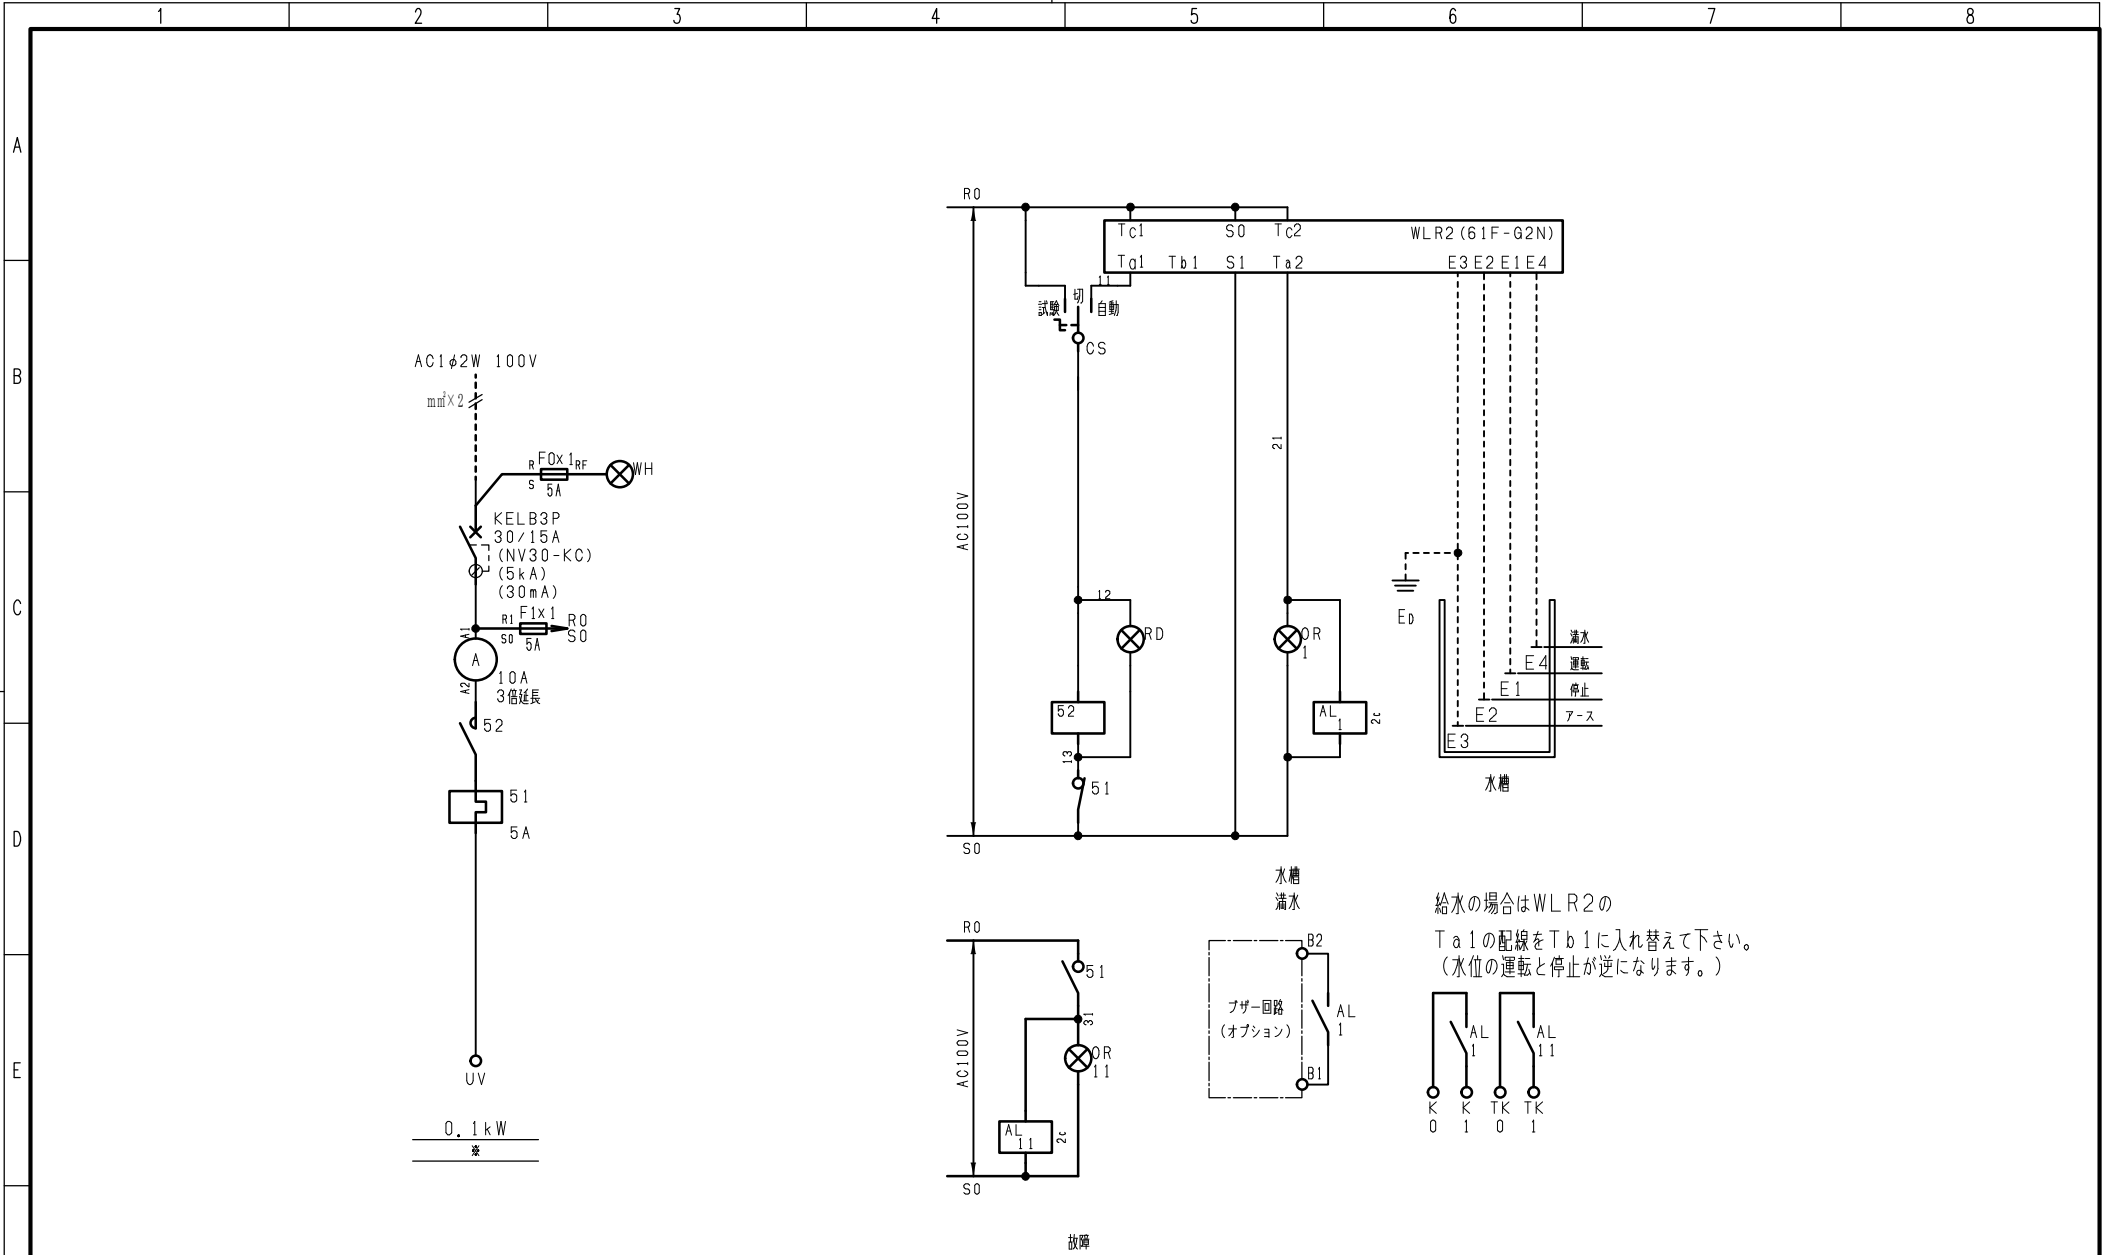 1 2 3 4 5 6 7 8
A
B
C
D
E
AC1φ2W 100V
mm²×2
R F0×1 RF
S 5A
WH
KELB3P
30/15A
(NV30-KC)
(5kA)
(30mA)
R1 F1×1 R0
S0 5A S0
A1
A
A2
10A
3倍延長
52
51
5A
UV
0.1kW
※
R0
Tc1 S0 Tc2 WLR2(61F-G2N)
Ta1 Tb1 S1 Ta2 E3 E2 E1 E4
11
試験 切 自動
CS
21
AC100V
12
RD
OR
1
52
AL
1
2c
13
51
S0
ED
満水
E4 運転
E1 停止
E2 アース
E3
水槽
水槽
満水
R0
51
31
AC100V
OR
11
AL
11
2c
S0
故障
B2
ブザー回路
(オプション)
AL
1
B1
給水の場合はWLR2の
Ta1の配線をTb1に入れ替えて下さい。
(水位の運転と停止が逆になります。)
AL
1
AL
11
K K TK TK
0 1 0 1